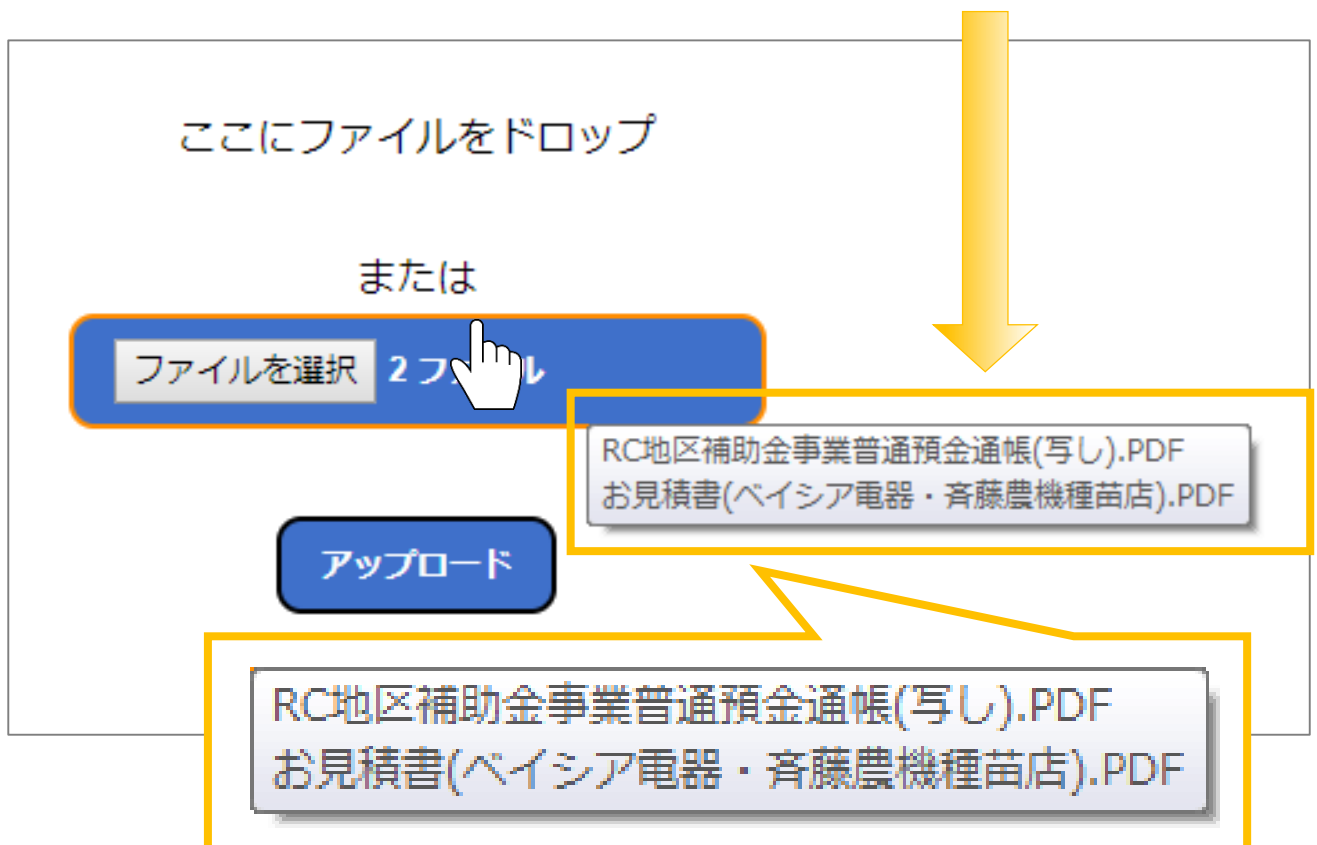 ここにファイルをドロップ
または
ファイルを選択 2 フ ル
RC地区補助金事業普通預金通帳(写し).PDF
お見積書(ベイシア電器・斉藤農機種苗店).PDF
アップロード
RC地区補助金事業普通預金通帳(写し).PDF
お見積書(ベイシア電器・斉藤農機種苗店).PDF